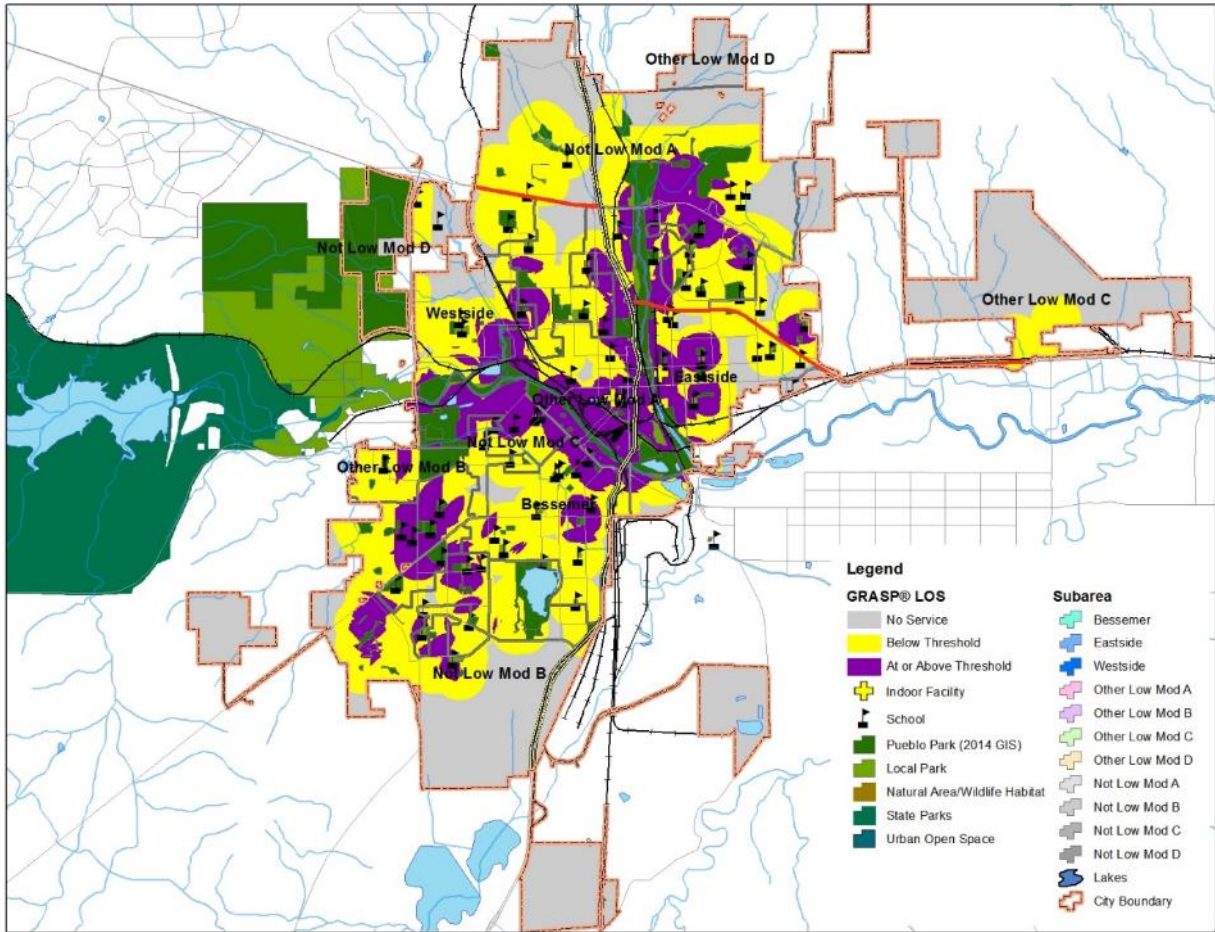 Other Low Mod D
Not Low Mod A
Not Low Mod D
Other Low Mod C
Westside
Eastside
Other Low Mod A
Not Low Mod C
Other Low Mod B
Bessemer
Not Low Mod B
Legend
GRASP® LOS
No Service
Below Threshold
At or Above Threshold
Indoor Facility
School
Pueblo Park (2014 GIS)
Local Park
Natural Area/Wildlife Habitat
State Parks
Urban Open Space
Subarea
Bessemer
Eastside
Westside
Other Low Mod A
Other Low Mod B
Other Low Mod C
Other Low Mod D
Not Low Mod A
Not Low Mod B
Not Low Mod C
Not Low Mod D
Lakes
City Boundary